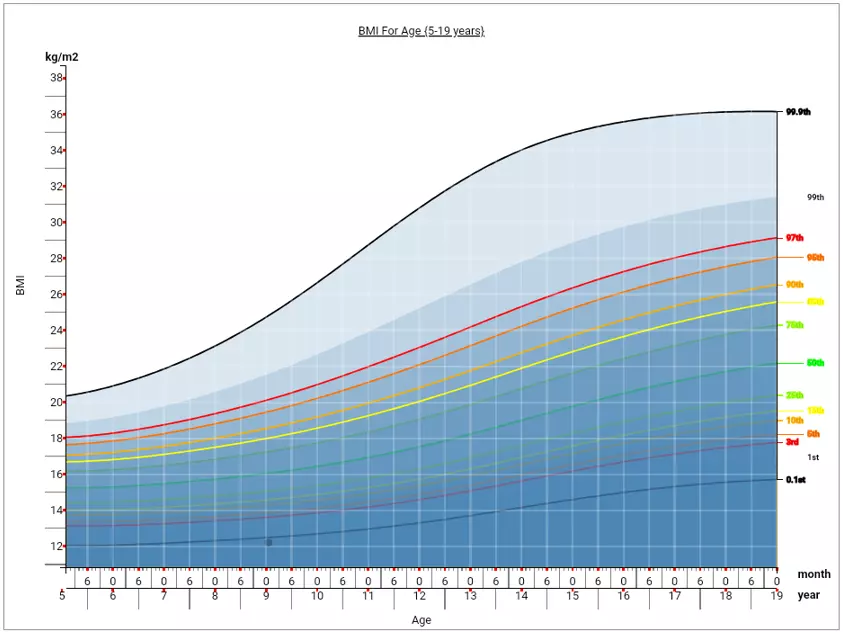 BMI For Age {5-19 years}
kg/m2
38
36
34
32
30
28
26
24
22
20
18
16
14
12
BMI
99.9th
99th
97th
95th
90th
85th
75th
50th
25th
15th
10th
5th
3rd
1st
0.1st
6 0 6 0 6 0 6 0 6 0 6 0 6 0 6 0 6 0 6 0 6 0 6 0 6 0 6 0 month
5 6 7 8 9 10 11 12 13 14 15 16 17 18 19 year
Age